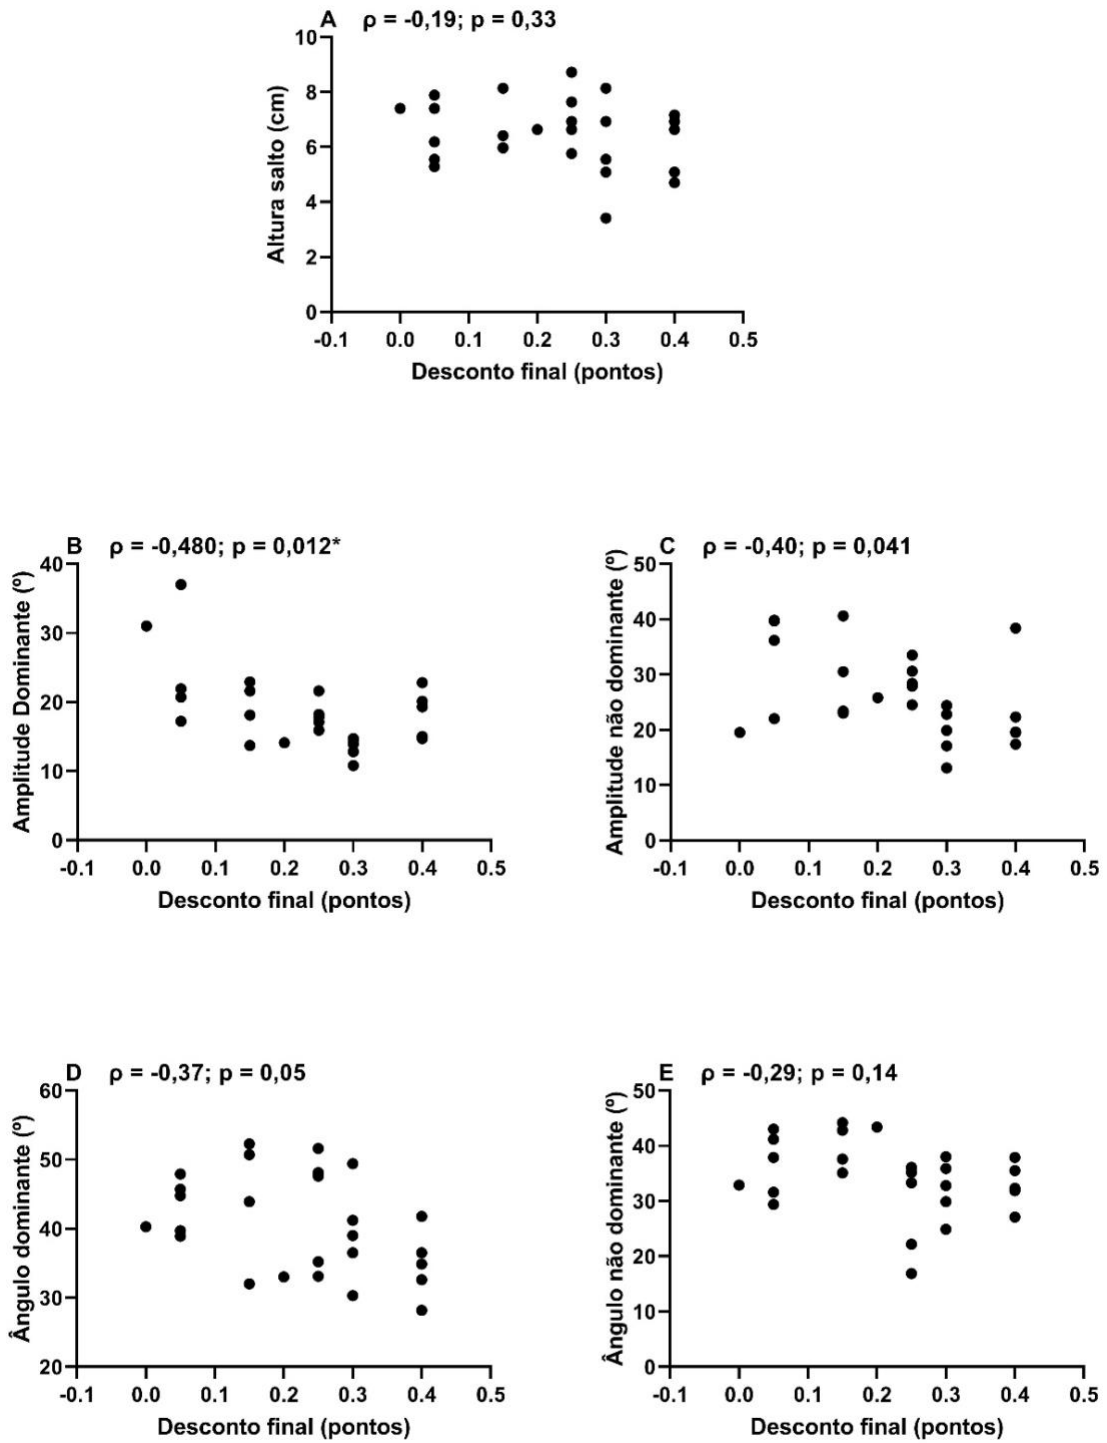 A ρ = -0,19; p = 0,33
Altura salto (cm)
10
8
6
4
2
0
-0.1 0.0 0.1 0.2 0.3 0.4 0.5
Desconto final (pontos)
B ρ = -0,480; p = 0,012*
Amplitude Dominante (º)
40
30
20
10
0
-0.1 0.0 0.1 0.2 0.3 0.4 0.5
Desconto final (pontos)
C ρ = -0,40; p = 0,041
Amplitude não dominante (º)
50
40
30
20
10
0
-0.1 0.0 0.1 0.2 0.3 0.4 0.5
Desconto final (pontos)
D ρ = -0,37; p = 0,05
Ângulo dominante (º)
60
50
40
30
20
-0.1 0.0 0.1 0.2 0.3 0.4 0.5
Desconto final (pontos)
E ρ = -0,29; p = 0,14
Ângulo não dominante (º)
50
40
30
20
10
0
-0.1 0.0 0.1 0.2 0.3 0.4 0.5
Desconto final (pontos)